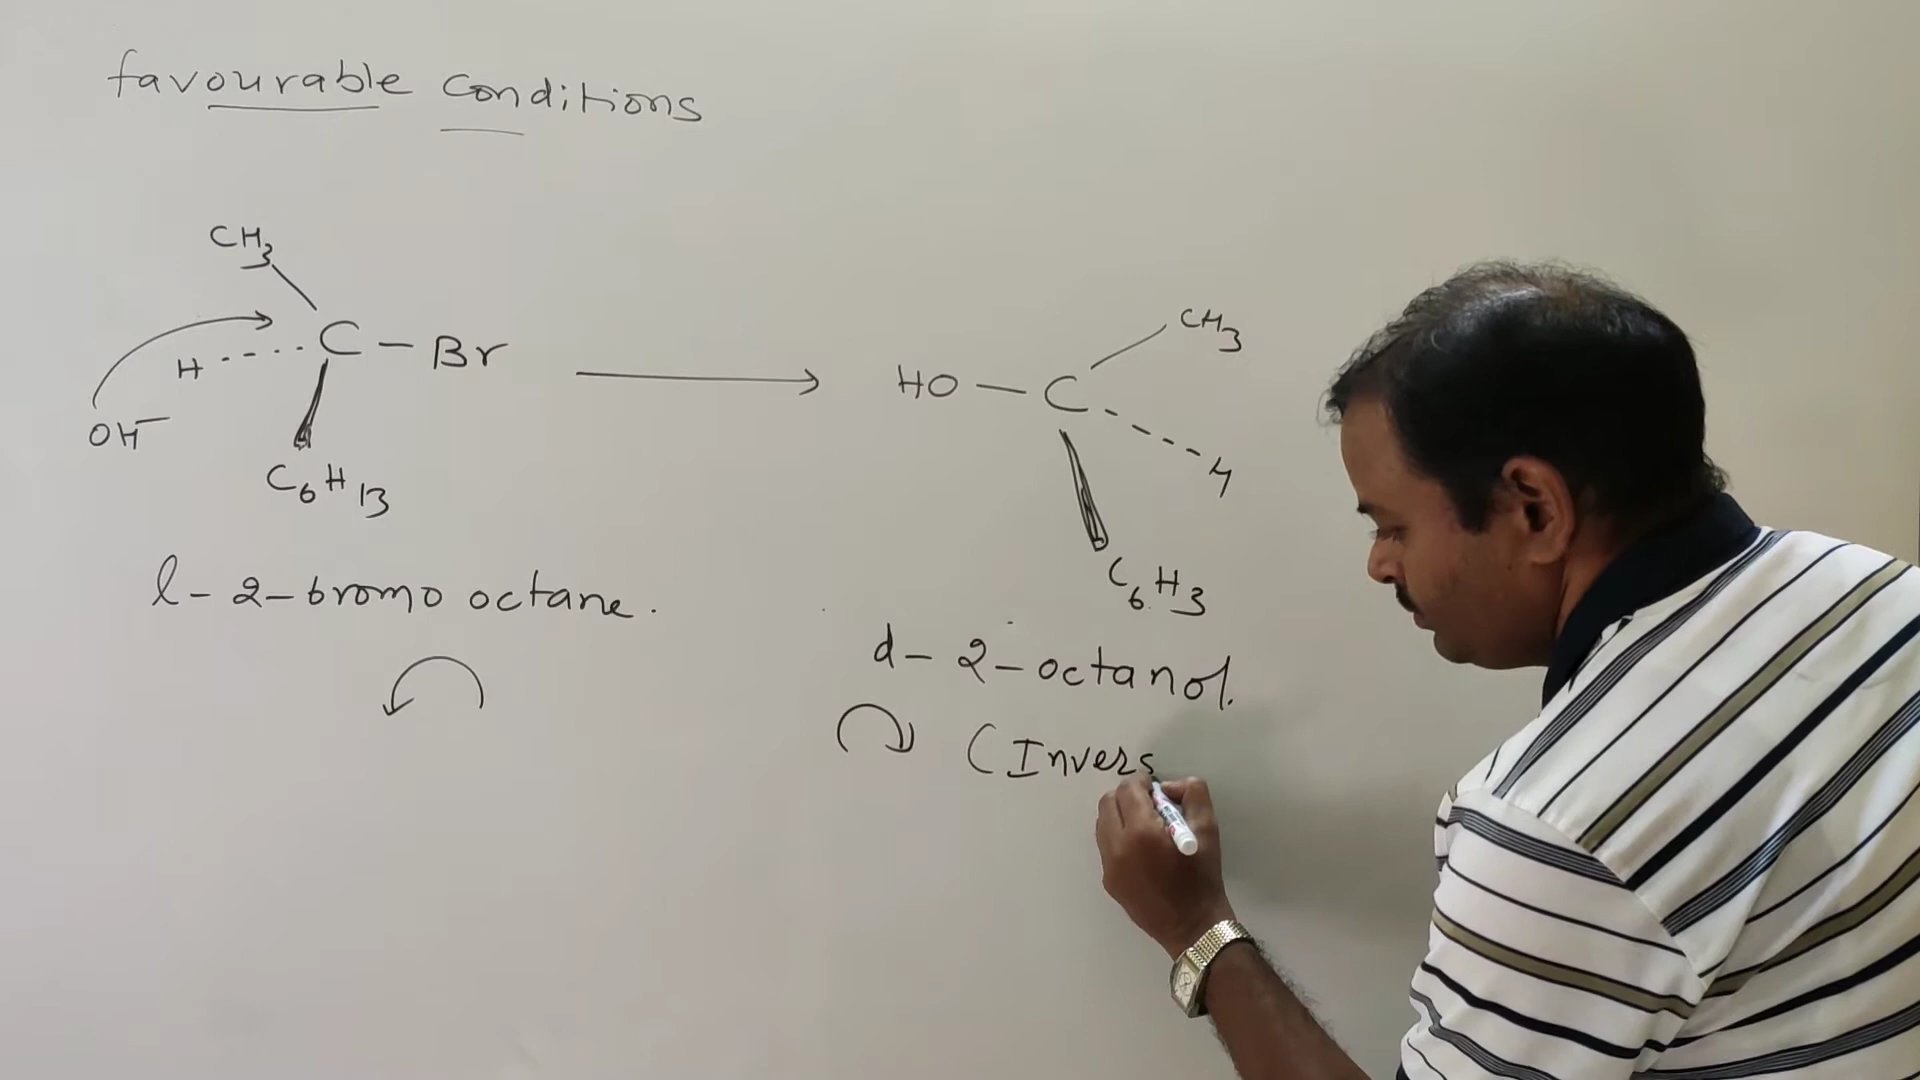 favourable conditions
CH3
H C - Br
OH-
C6H13
l - 2 - bromo octane.
CH3
HO - C
H
C6H3
d - 2 - octanol.
(Invers